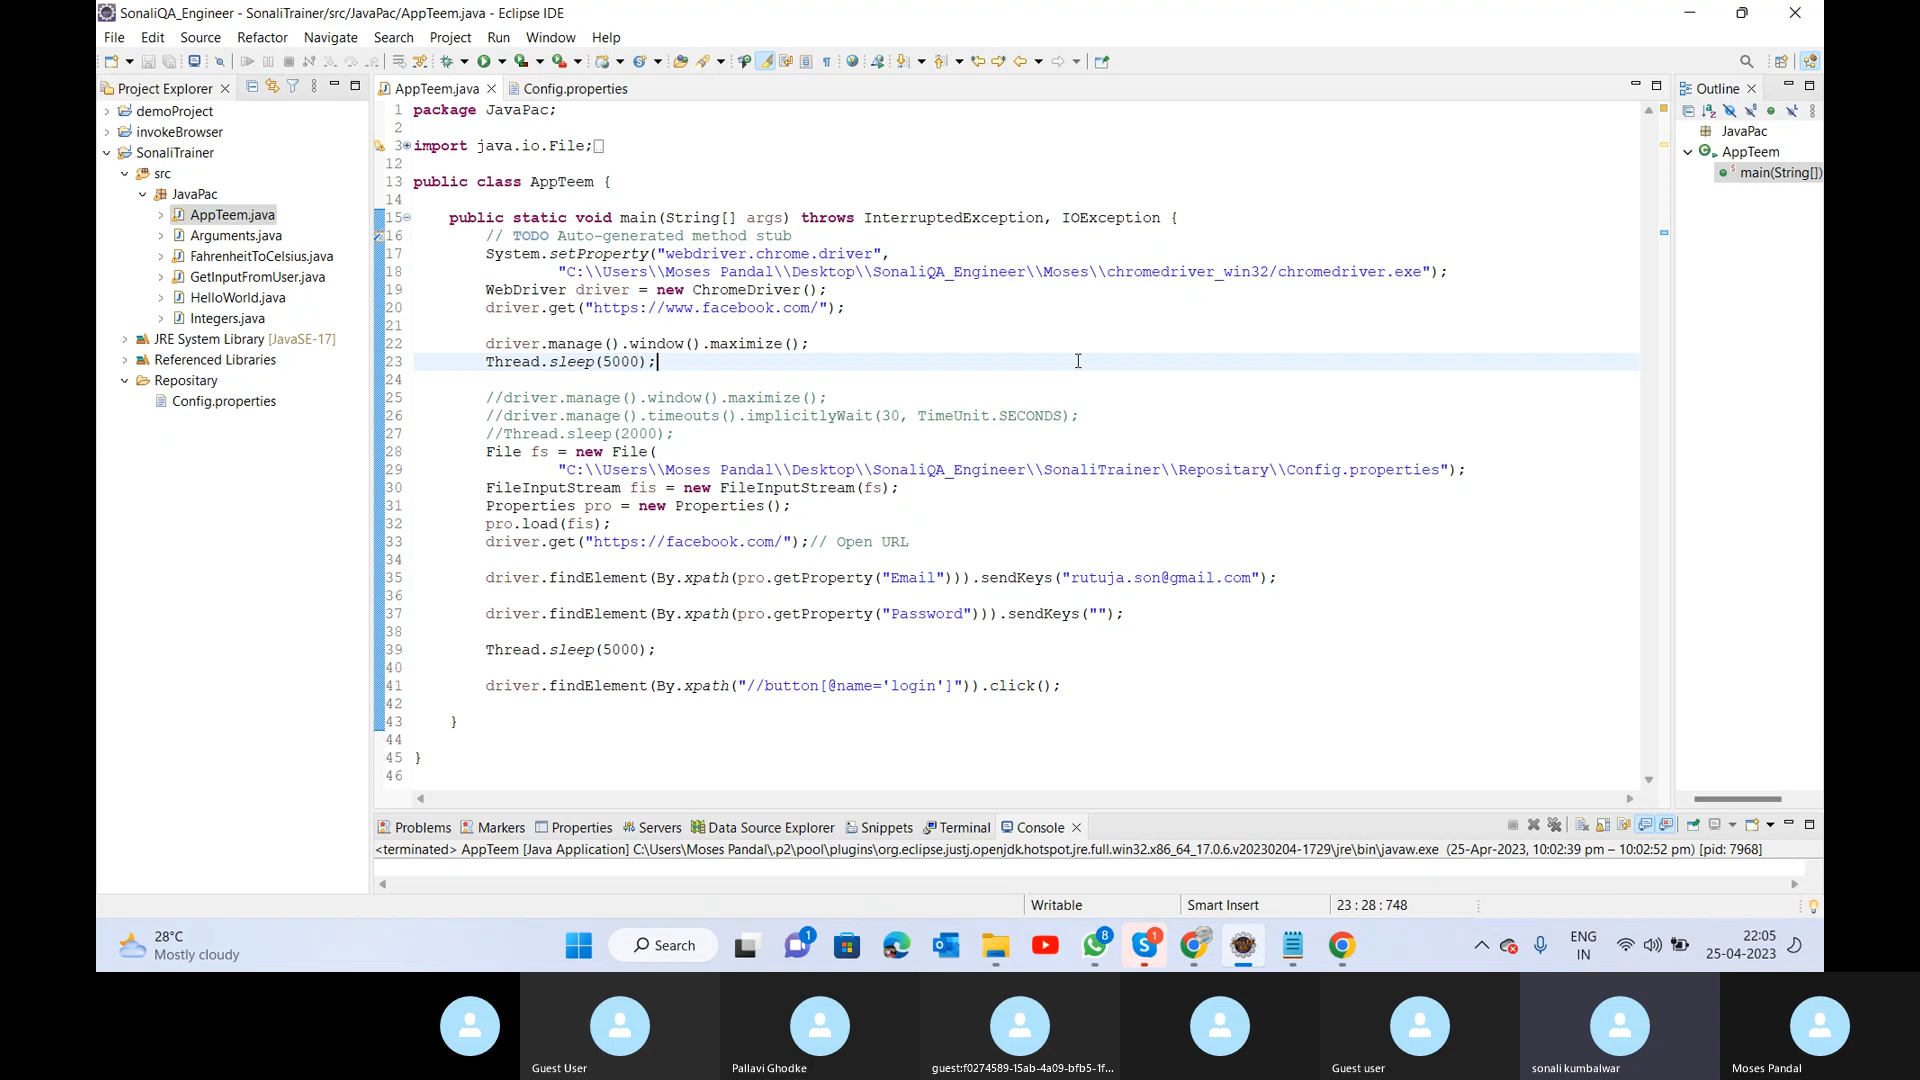 SonaliQA_Engineer - SonaliTrainer/src/JavaPac/AppTeem.java - Eclipse IDE
File Edit Source Refactor Navigate Search Project Run Window Help
Project Explorer
AppTeem.java
Config.properties
Outline
demoProject
invokeBrowser
SonaliTrainer
src
JavaPac
AppTeem.java
Arguments.java
FahrenheitToCelsius.java
GetInputFromUser.java
HelloWorld.java
Integers.java
JRE System Library [JavaSE-17]
Referenced Libraries
Repositary
Config.properties
1 package JavaPac;
2
3 import java.io.File;
12
13 public class AppTeem {
14
15 public static void main(String[] args) throws InterruptedException, IOException {
16 // TODO Auto-generated method stub
17 System.setProperty("webdriver.chrome.driver",
18 "C:\\Users\\Moses Pandal\\Desktop\\SonaliQA_Engineer\\Moses\\chromedriver_win32/chromedriver.exe");
19 WebDriver driver = new ChromeDriver();
20 driver.get("https://www.facebook.com/");
21
22 driver.manage().window().maximize();
23 Thread.sleep(5000);
24
25 //driver.manage().window().maximize();
26 //driver.manage().timeouts().implicitlyWait(30, TimeUnit.SECONDS);
27 //Thread.sleep(2000);
28 File fs = new File(
29 "C:\\Users\\Moses Pandal\\Desktop\\SonaliQA_Engineer\\SonaliTrainer\\Repositary\\Config.properties");
30 FileInputStream fis = new FileInputStream(fs);
31 Properties pro = new Properties();
32 pro.load(fis);
33 driver.get("https://facebook.com/");// Open URL
34
35 driver.findElement(By.xpath(pro.getProperty("Email"))).sendKeys("rutuja.son@gmail.com");
36
37 driver.findElement(By.xpath(pro.getProperty("Password"))).sendKeys("");
38
39 Thread.sleep(5000);
40
41 driver.findElement(By.xpath("//button[@name='login']")).click();
42
43 }
44
45 }
46
JavaPac
AppTeem
main(String[])
Problems Markers Properties Servers Data Source Explorer Snippets Terminal Console
<terminated> AppTeem [Java Application] C:\Users\Moses Pandal\.p2\pool\plugins\org.eclipse.justj.openjdk.hotspot.jre.full.win32.x86_64_17.0.6.v20230204-1729\jre\bin\javaw.exe (25-Apr-2023, 10:02:39 pm – 10:02:52 pm) [pid: 7968]
Writable Smart Insert 23 : 28 : 748
28°C
Mostly cloudy
Search
1
8
1
ENG
IN
22:05
25-04-2023
Guest User
Pallavi Ghodke
guest:f0274589-15ab-4a09-bfb5-1f...
Guest user
sonali kumbalwar
Moses Pandal